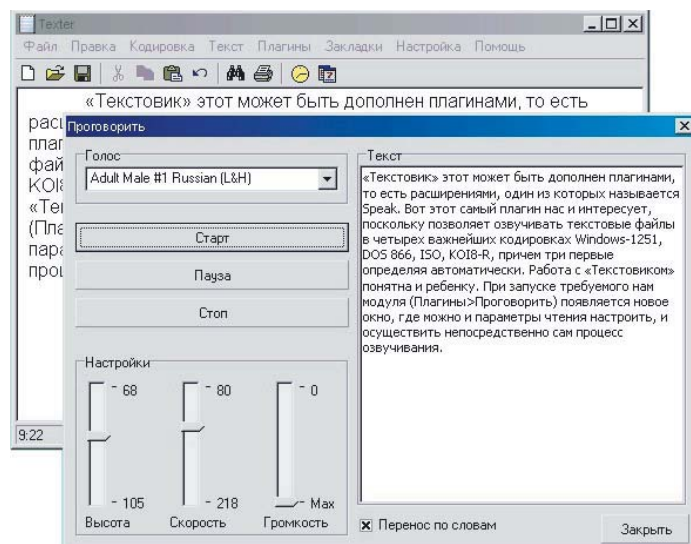 Texter
Файл Правка Кодировка Текст Плагины Закладки Настройка Помощь
«Текстовик» этот может быть дополнен плагинами, то есть
9:22
Проговорить
Голос
Adult Male #1 Russian (L&H)
Старт
Пауза
Стоп
Настройки
68
80
0
105
218
Max
Высота
Скорость
Громкость
Текст
«Текстовик» этот может быть дополнен плагинами,
то есть расширениями, один из которых называется
Speak. Вот этот самый плагин нас и интересует,
поскольку позволяет озвучивать текстовые файлы
в четырех важнейших кодировках Windows-1251,
DOS 866, ISO, KOI8-R, причем три первые
определяя автоматически. Работа с «Текстовиком»
понятна и ребенку. При запуске требуемого нам
модуля (Плагины>Проговорить) появляется новое
окно, где можно и параметры чтения настроить, и
осуществить непосредственно сам процесс
озвучивания.
Перенос по словам
Закрыть